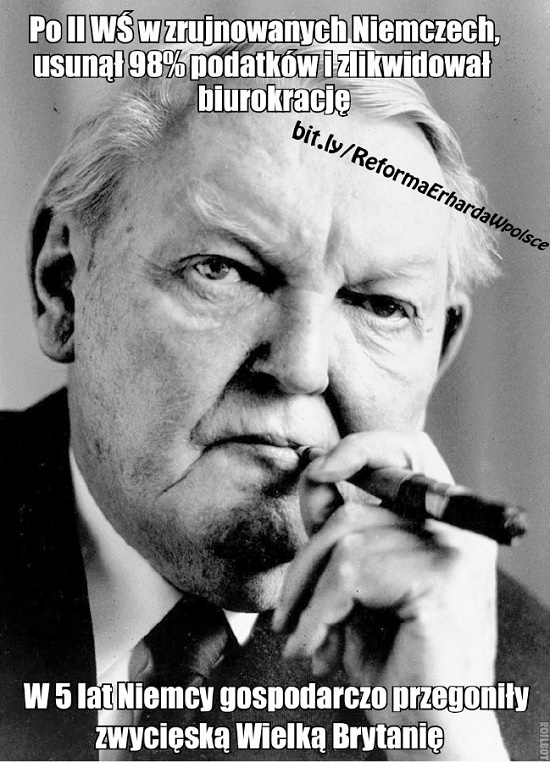 Po II WŚ w zrujnowanych Niemczech,
usunął 98% podatków i zlikwidował
biurokrację
bit.ly/ReformaErhardaWpolsce
W 5 lat Niemcy gospodarczo przegoniły
zwycięską Wielką Brytanię
ROILBOT